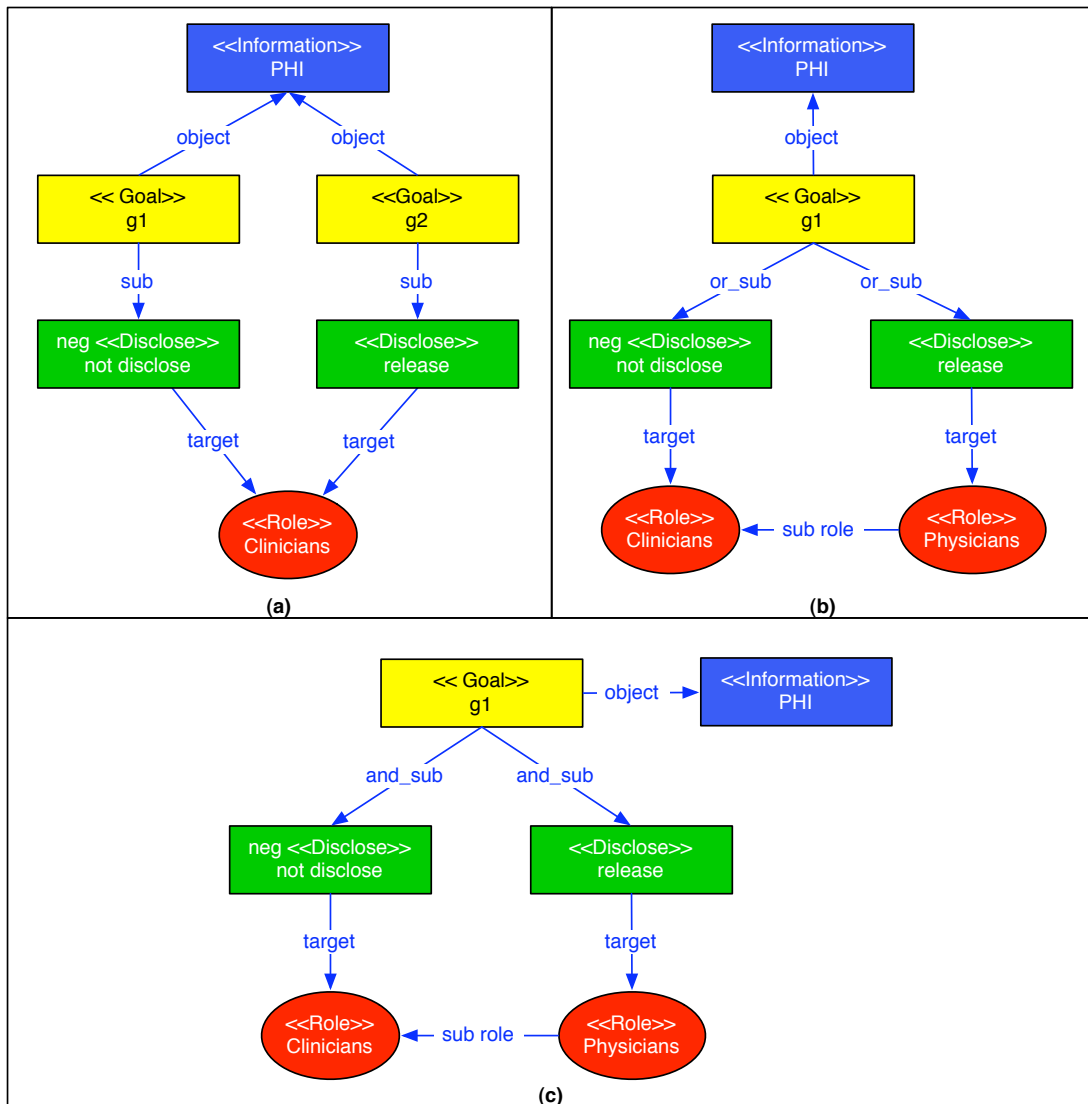 <<Information>>
PHI
object
object
<< Goal>>
g1
<<Goal>>
g2
sub
sub
neg <<Disclose>>
not disclose
<<Disclose>>
release
target
target
<<Role>>
Clinicians
(a)
<<Information>>
PHI
object
<< Goal>>
g1
or_sub
or_sub
neg <<Disclose>>
not disclose
<<Disclose>>
release
target
target
<<Role>>
Clinicians
sub role
<<Role>>
Physicians
(b)
<< Goal>>
g1
object
<<Information>>
PHI
and_sub
and_sub
neg <<Disclose>>
not disclose
<<Disclose>>
release
target
target
<<Role>>
Clinicians
sub role
<<Role>>
Physicians
(c)